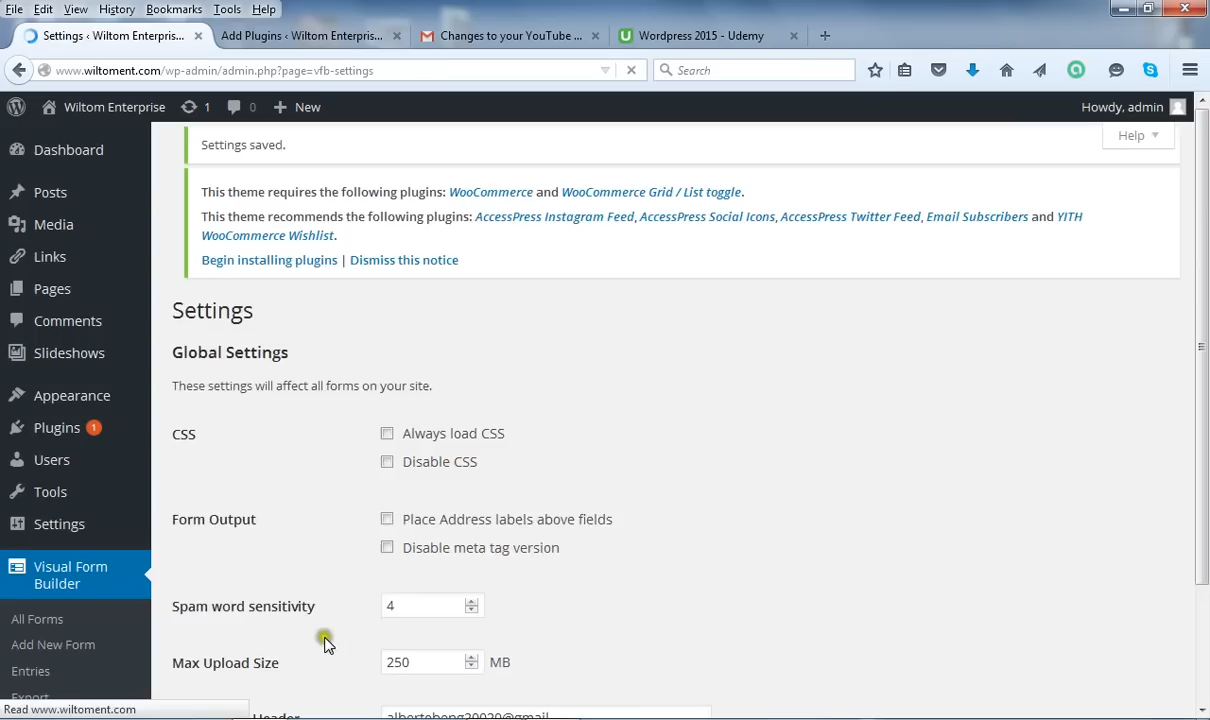 File Edit View History Bookmarks Tools Help
Settings ‹ Wiltom Enterpris... × Add Plugins ‹ Wiltom Enterpris... × Changes to your YouTube ... × Wordpress 2015 - Udemy ×
www.wiltoment.com/wp-admin/admin.php?page=vfb-settings Search
Wiltom Enterprise 1 0 New Howdy, admin
Help
Settings saved.
This theme requires the following plugins: WooCommerce and WooCommerce Grid / List toggle.
This theme recommends the following plugins: AccessPress Instagram Feed, AccessPress Social Icons, AccessPress Twitter Feed, Email Subscribers and YITH
WooCommerce Wishlist.
Begin installing plugins | Dismiss this notice
Dashboard
Posts
Media
Links
Pages
Comments
Slideshows
Appearance
Plugins 1
Users
Tools
Settings
Visual Form
Builder
All Forms
Add New Form
Entries
Export
Settings
Global Settings
These settings will affect all forms on your site.
CSS Always load CSS
Disable CSS
Form Output Place Address labels above fields
Disable meta tag version
Spam word sensitivity 4
Max Upload Size 250 MB
Header
Read www.wiltoment.com